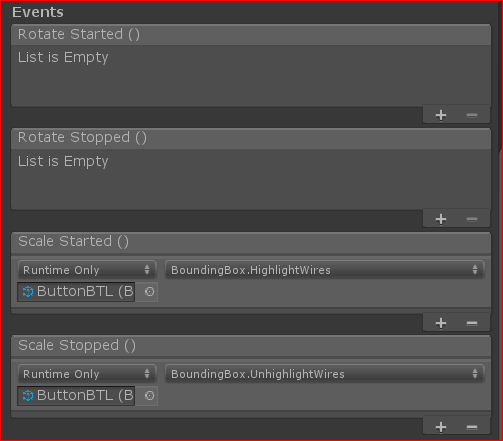 Events
Rotate Started ()
List is Empty
Rotate Stopped ()
List is Empty
Scale Started ()
Runtime Only BoundingBox.HighlightWires
ButtonBTL (B
Scale Stopped ()
Runtime Only BoundingBox.UnhighlightWires
ButtonBTL (B